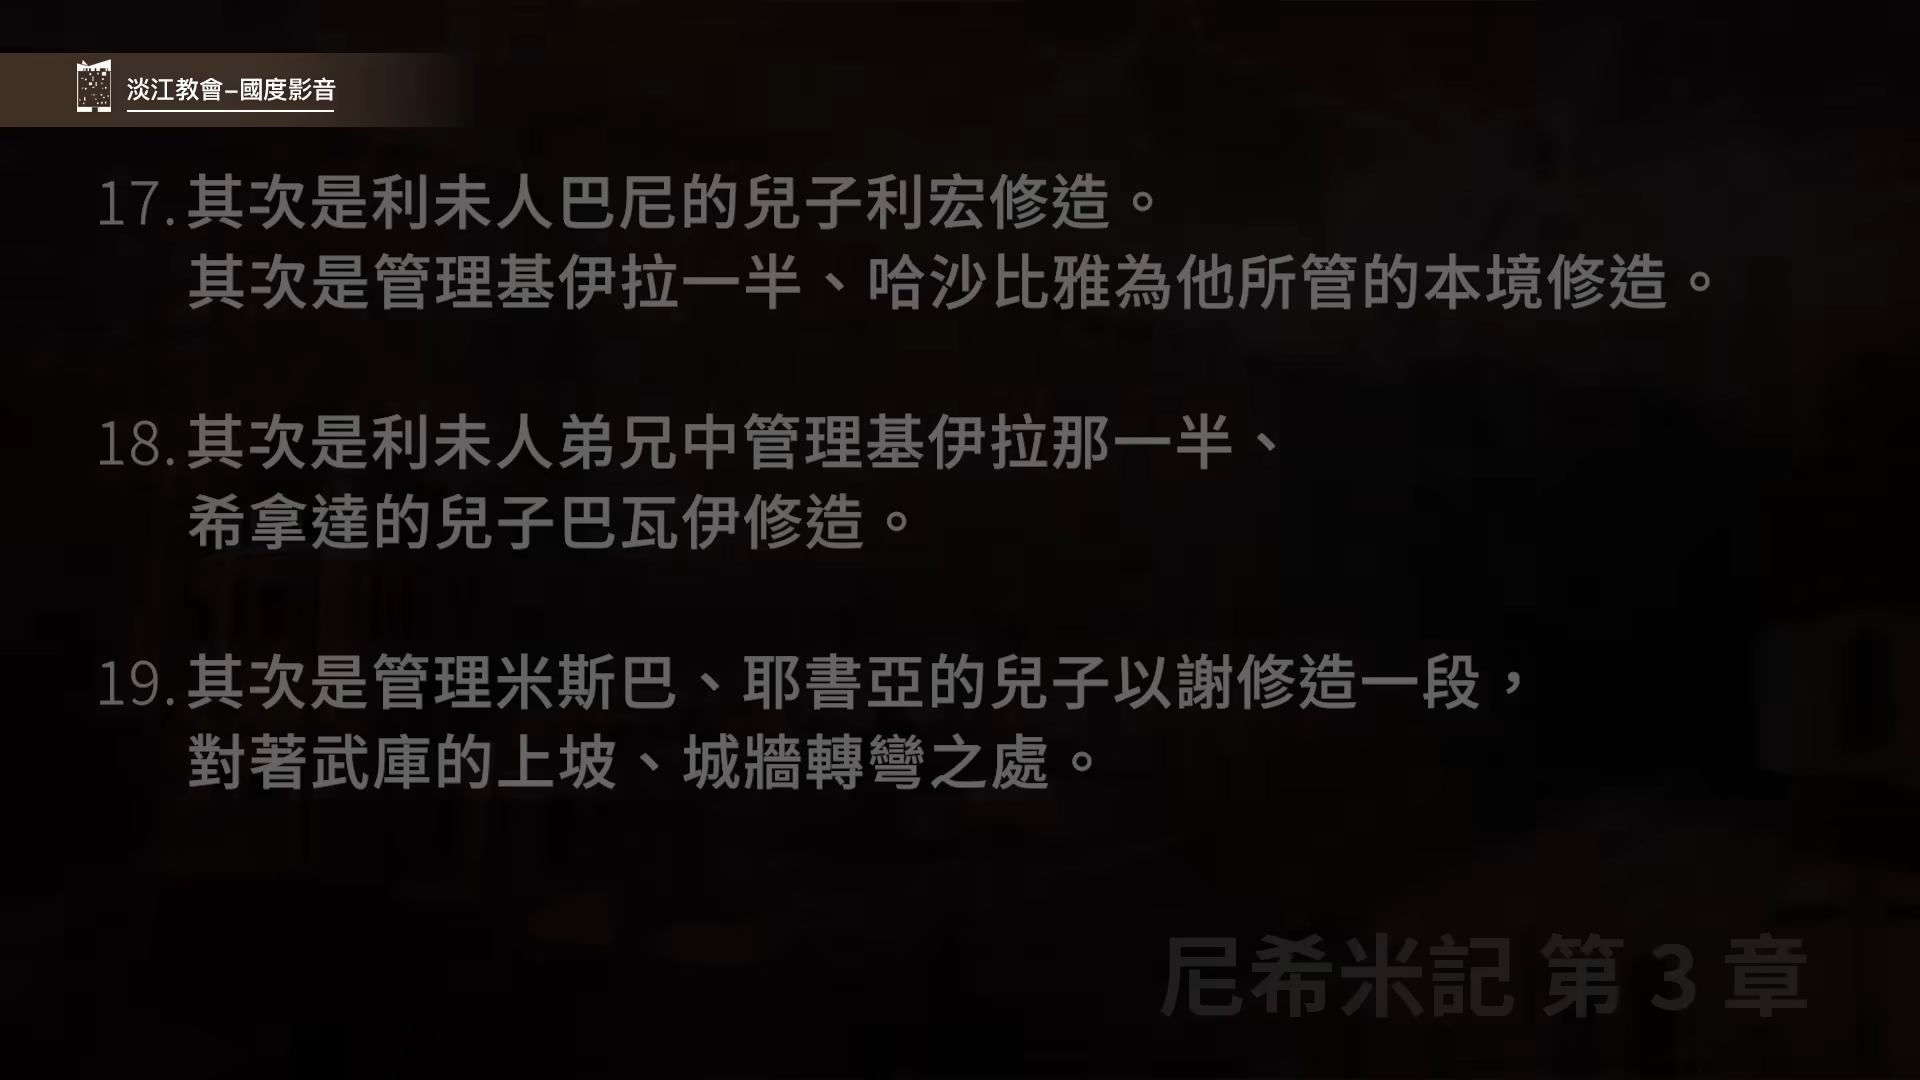 淡江教會–國度影音
17. 其次是利未人巴尼的兒子利宏修造。
其次是管理基伊拉一半、哈沙比雅為他所管的本境修造。
18. 其次是利未人弟兄中管理基伊拉那一半、
希拿達的兒子巴瓦伊修造。
19. 其次是管理米斯巴、耶書亞的兒子以謝修造一段，
對著武庫的上坡、城牆轉彎之處。
尼希米記 第 3 章